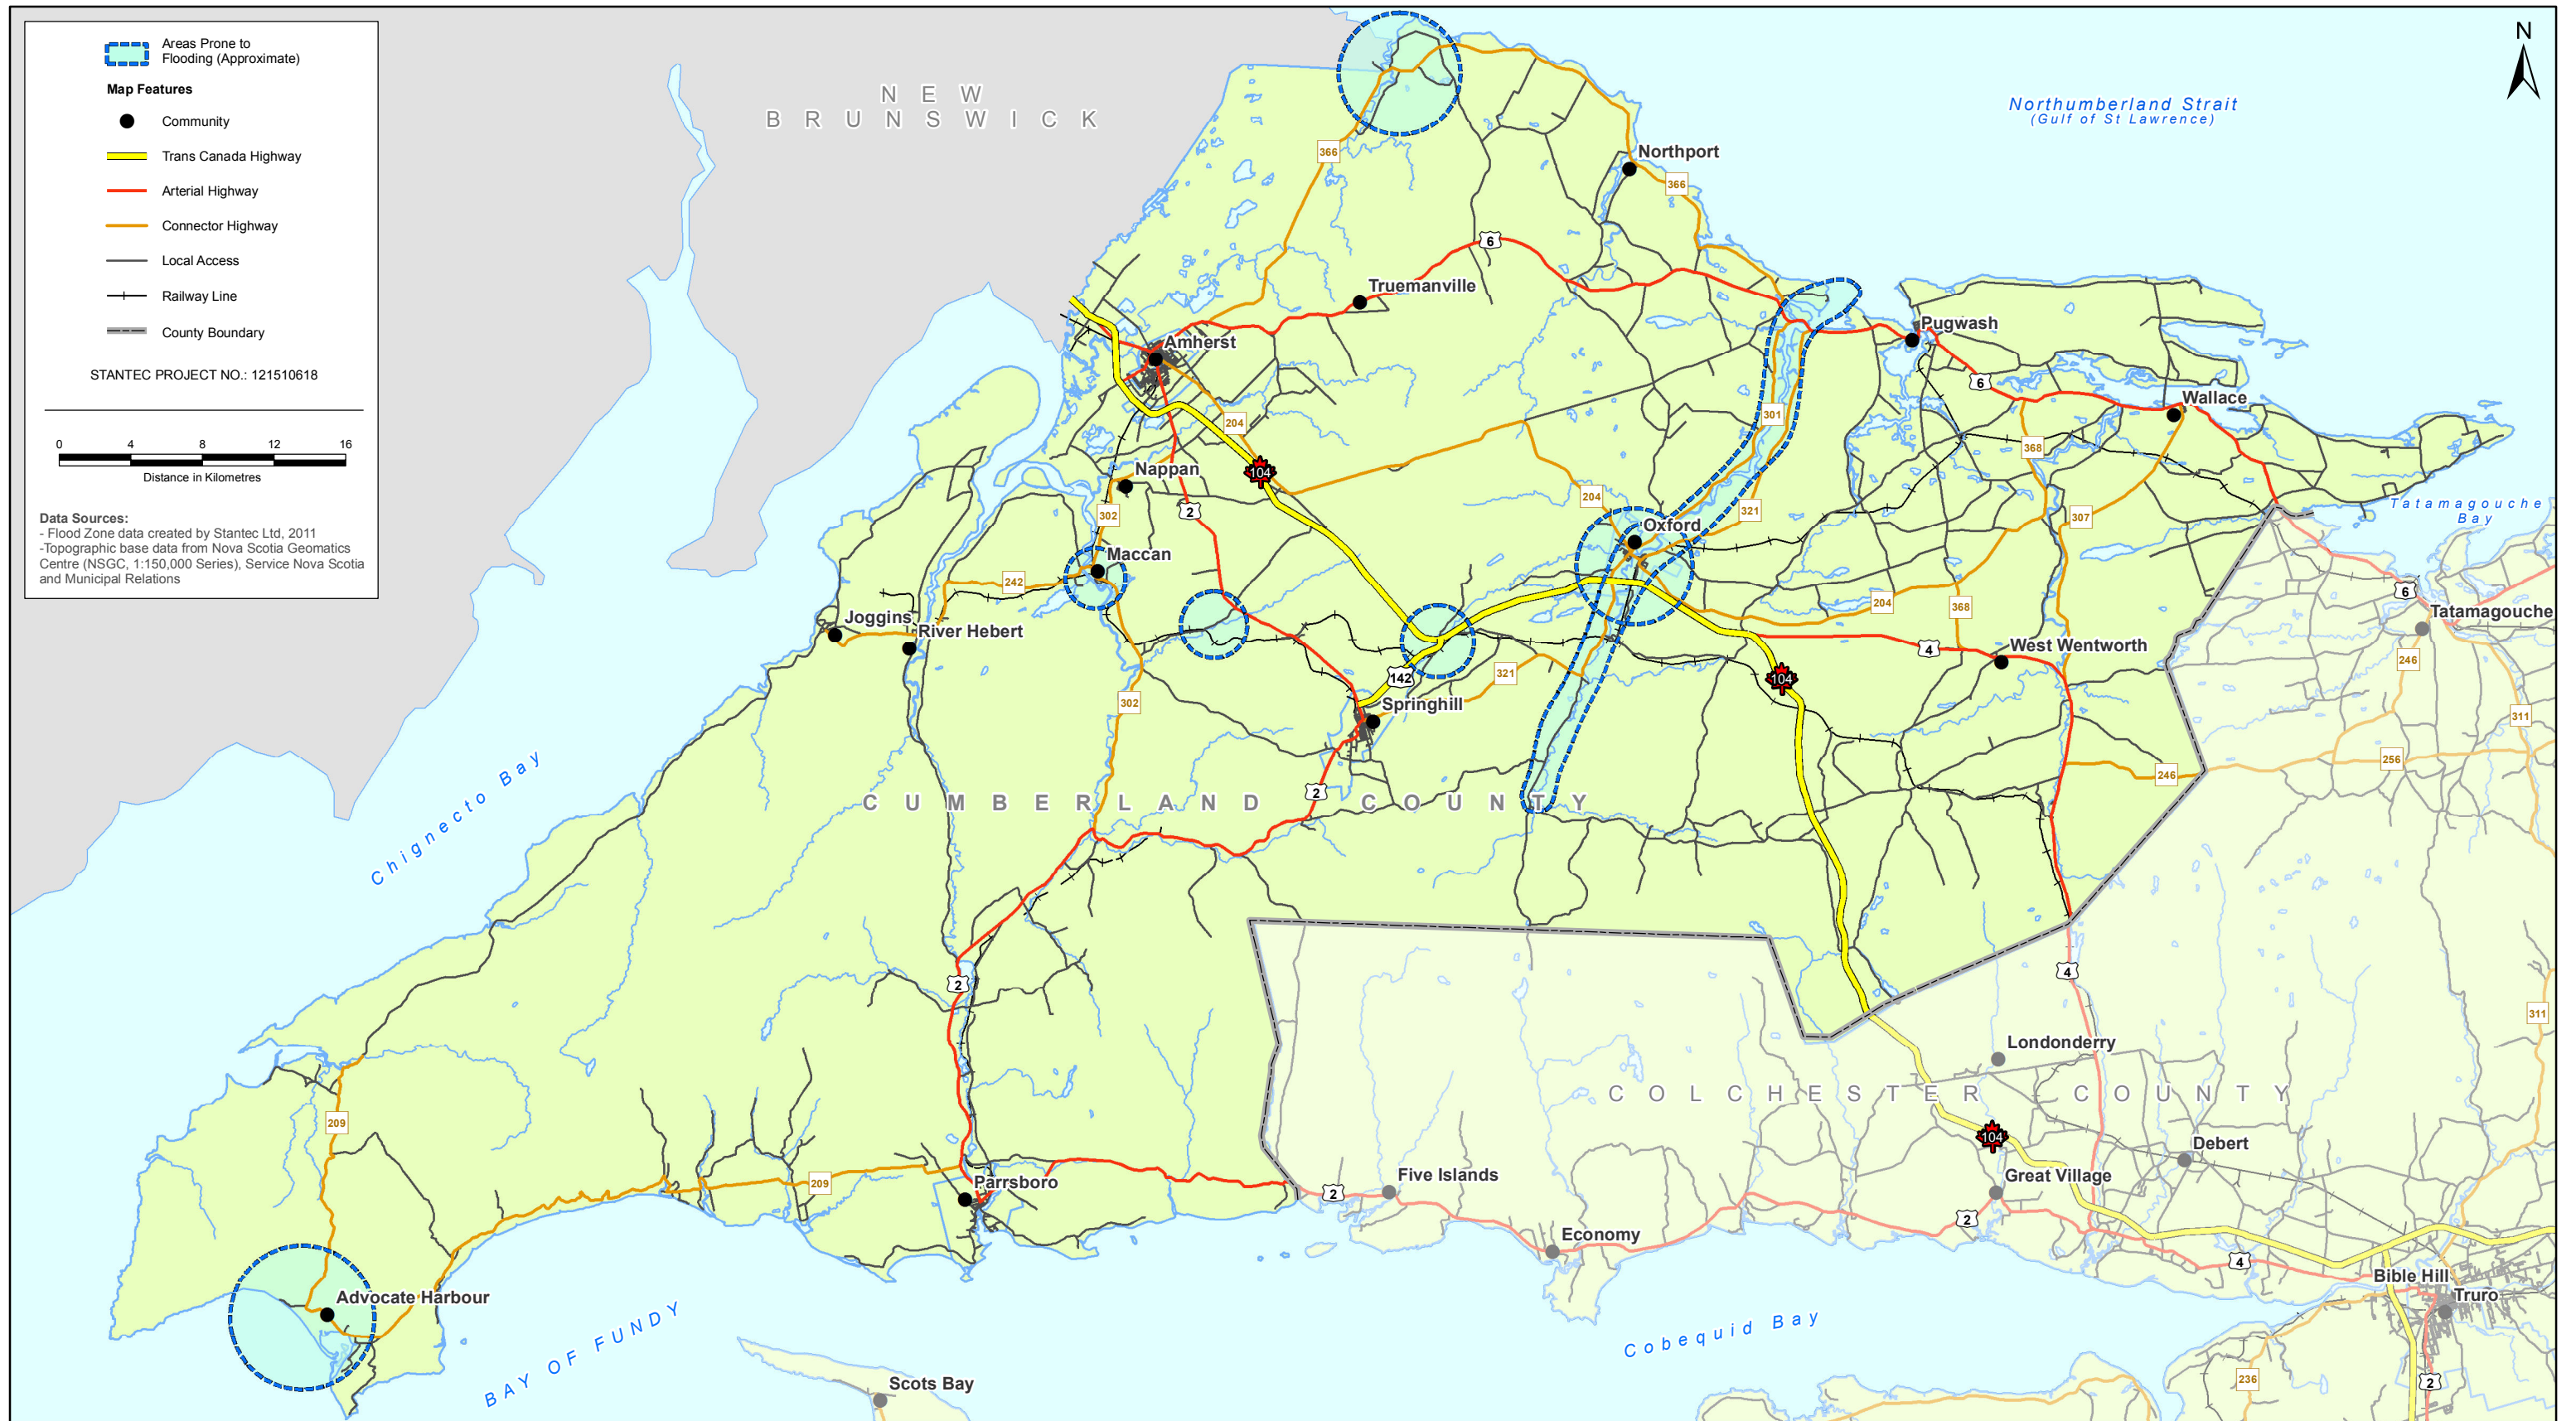 Areas Prone to
Flooding (Approximate)
Map Features
Community
Trans Canada Highway
Arterial Highway
Connector Highway
Local Access
Railway Line
County Boundary
STANTEC PROJECT NO.: 121510618
0 4 8 12 16
Distance in Kilometres
Data Sources:
- Flood Zone data created by Stantec Ltd, 2011
-Topographic base data from Nova Scotia Geomatics
Centre (NSGC, 1:150,000 Series), Service Nova Scotia
and Municipal Relations
N
NEW
BRUNSWICK
Northumberland Strait
(Gulf of St Lawrence)
366
Northport
366
6
Truemanville
Pugwash
Amherst
6
Wallace
301
204
368
104
Nappan
204
2
302
321
307
Tatamagouche
Bay
Oxford
Maccan
242
6
204
368
Tatamagouche
Joggins
River Hebert
4
West Wentworth
246
321
142
104
302
Springhill
311
256
246
2
CUMBERLAND COUNTY
Chignecto Bay
4
2
311
Londonderry
COLCHESTER COUNTY
209
104
Debert
Five Islands
Great Village
209
Parrsboro
2
2
Economy
4
Bible Hill
Truro
Advocate Harbour
BAY OF FUNDY
Cobequid Bay
Scots Bay
236
2